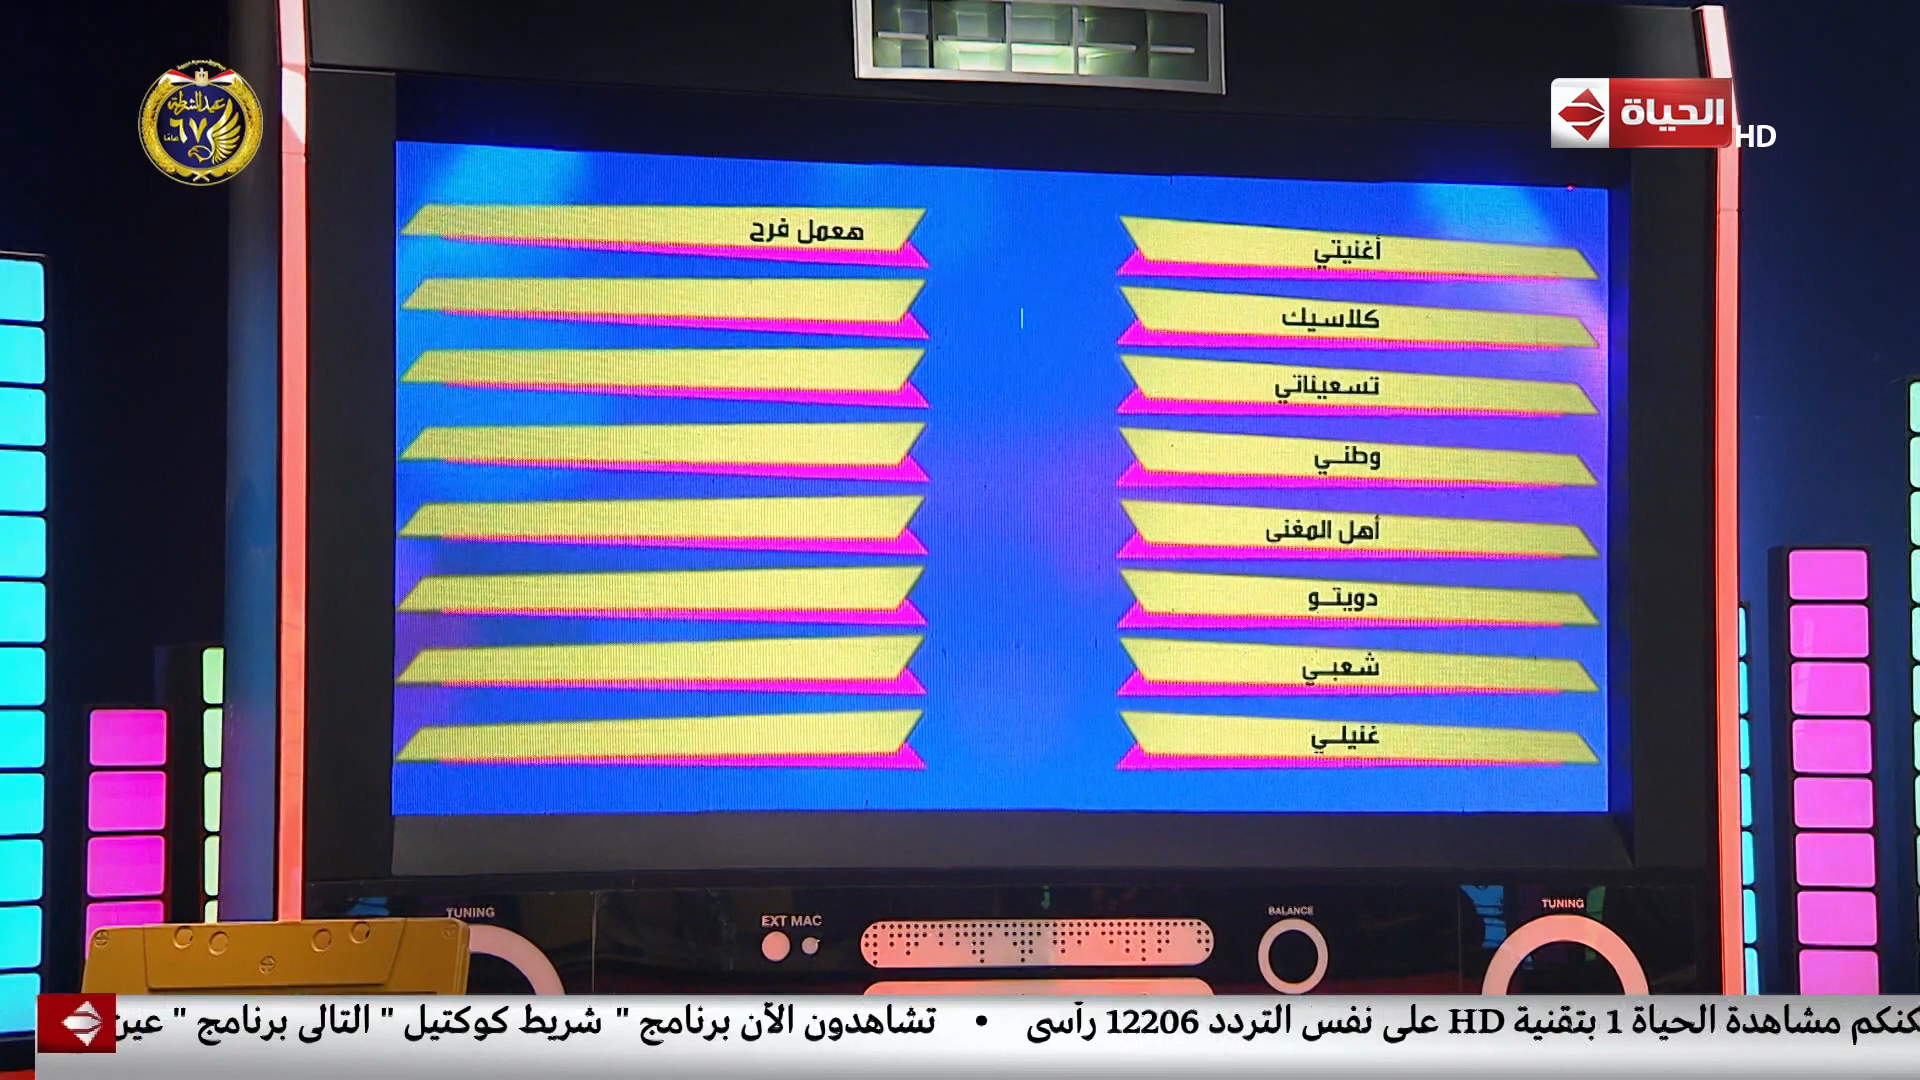 عيد الشرطة
٦٧ عامًا
الحياة
HD
أغنيتي
كلاسيك
تسعيناتي
وطني
أهل المغنى
دويتو
شعبي
غنيلي
هعمل فرح
TUNING
EXT MAC
BALANCE
TUNING
كنكم مشاهدة الحياة 1 بتقنية HD على نفس التردد 12206 رأسى • تشاهدون الآن برنامج " شريط كوكتيل " التالى برنامج " عين